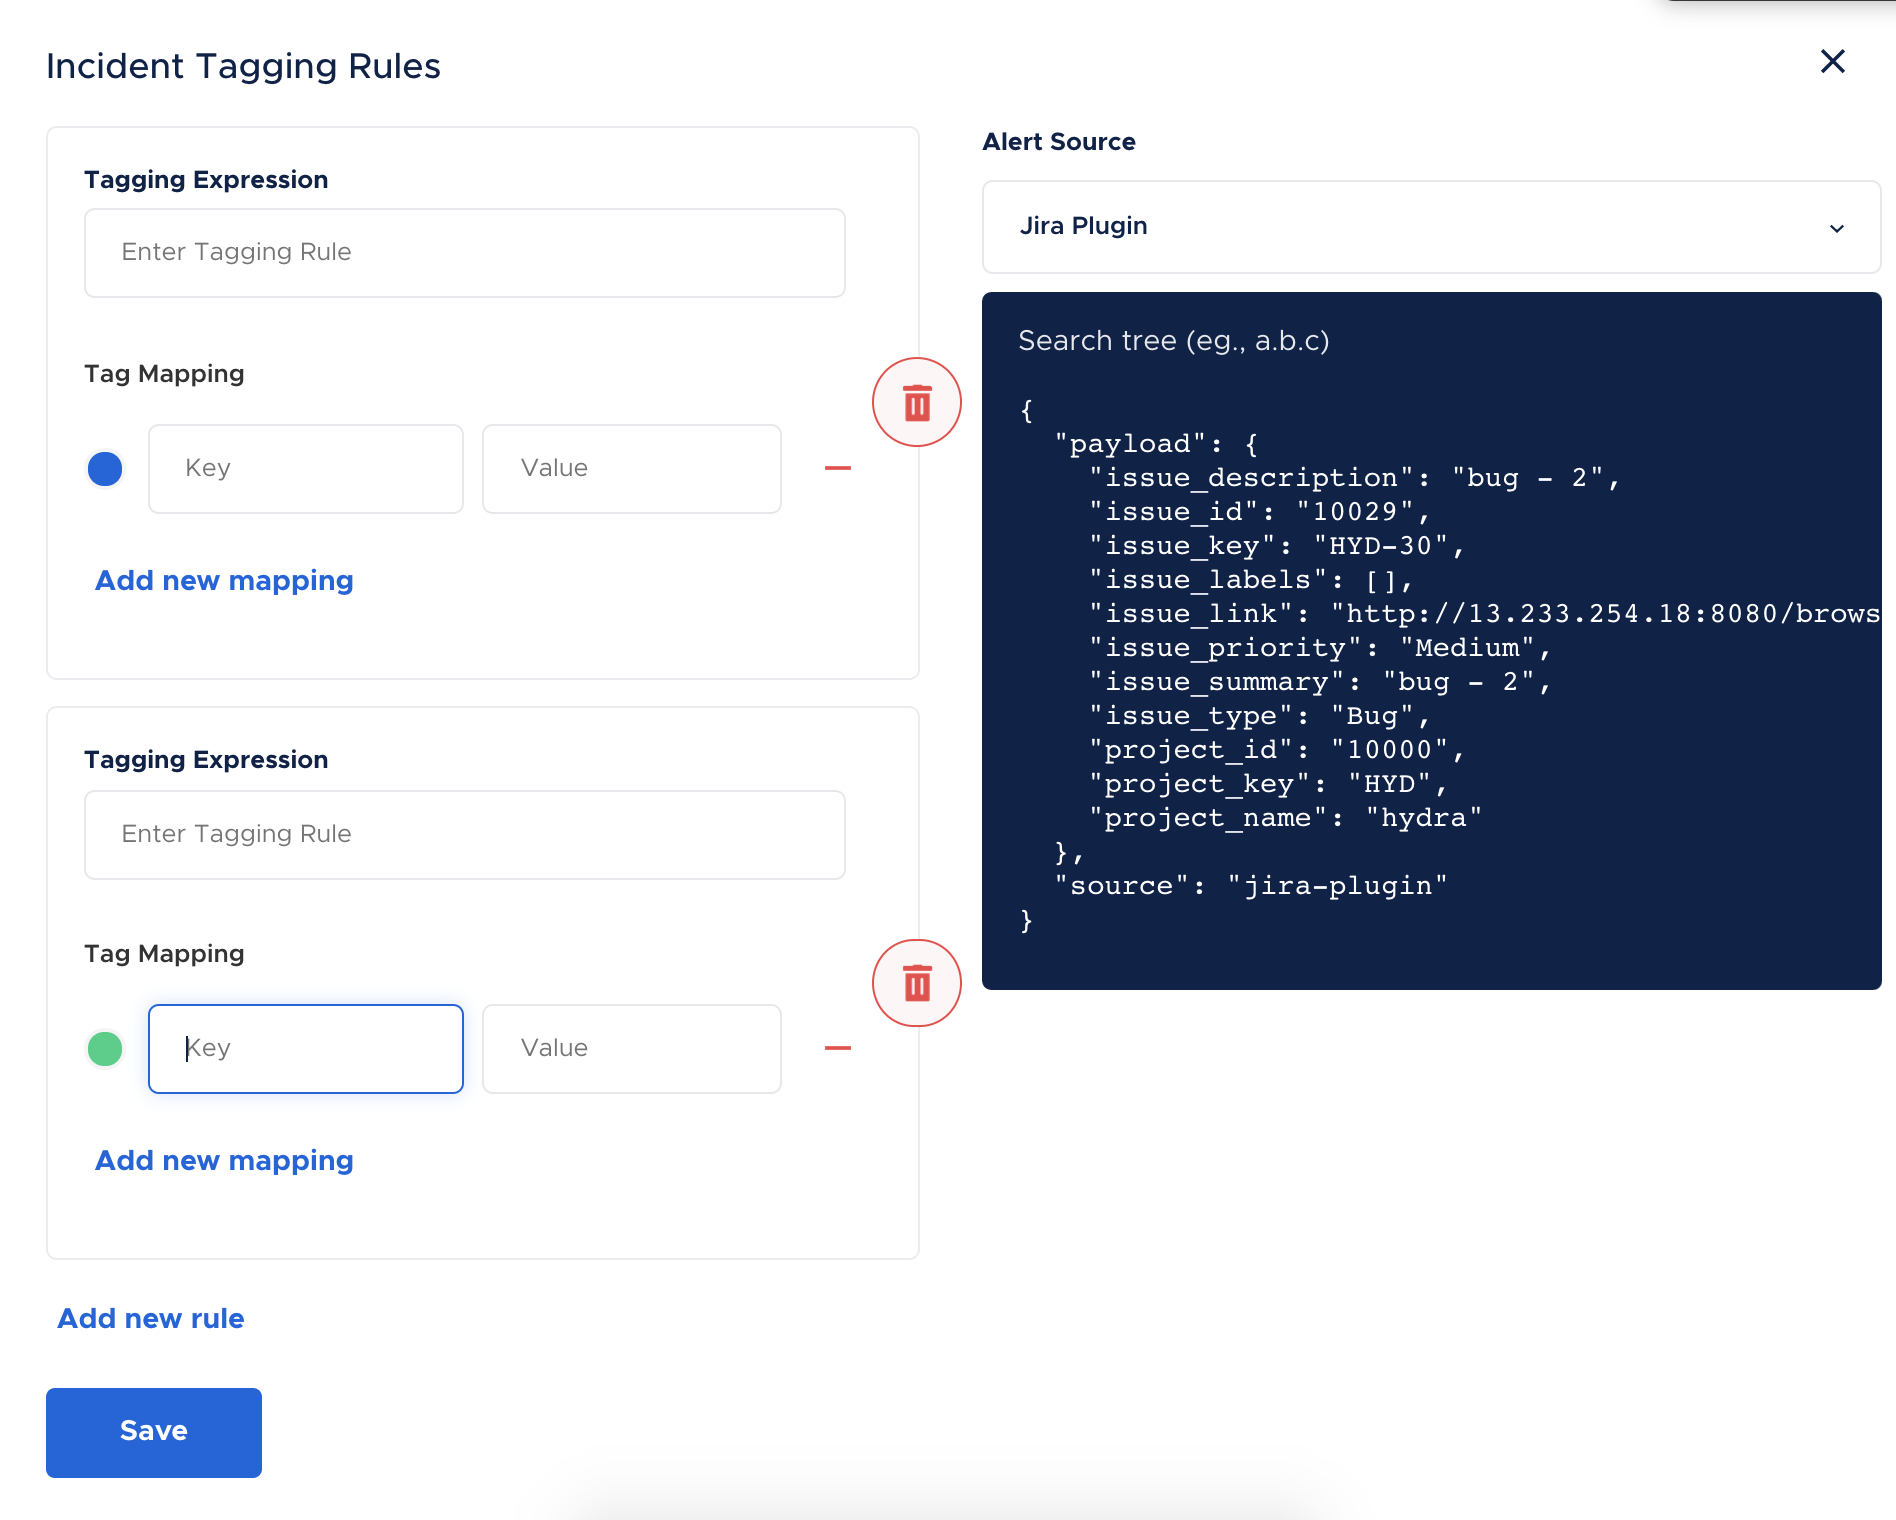 Incident Tagging Rules
Tagging Expression
Enter Tagging Rule
Tag Mapping
Key Value
Add new mapping
Tagging Expression
Enter Tagging Rule
Tag Mapping
Key Value
Add new mapping
Add new rule
Save
Alert Source
Jira Plugin
Search tree (eg., a.b.c)
{
"payload": {
"issue_description": "bug - 2",
"issue_id": "10029",
"issue_key": "HYD-30",
"issue_labels": [],
"issue_link": "http://13.233.254.18:8080/brows
"issue_priority": "Medium",
"issue_summary": "bug - 2",
"issue_type": "Bug",
"project_id": "10000",
"project_key": "HYD",
"project_name": "hydra"
},
"source": "jira-plugin"
}